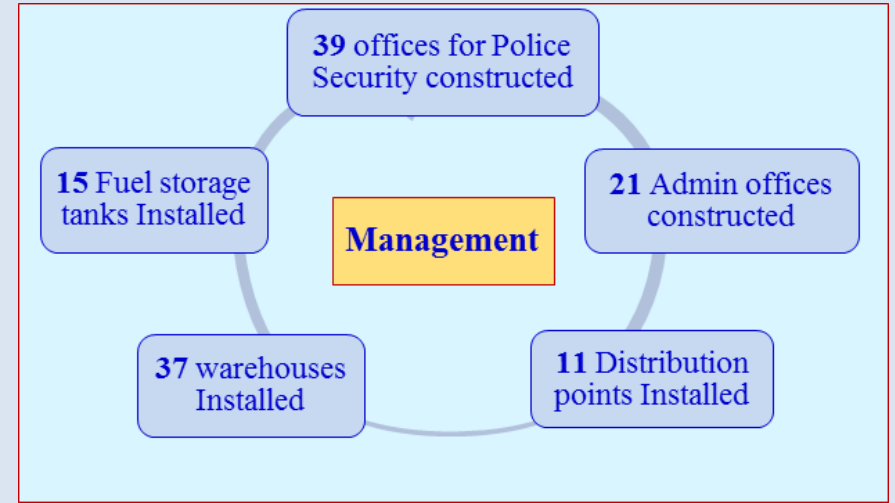 39 offices for Police
Security constructed
21 Admin offices
constructed
11 Distribution
points Installed
37 warehouses
Installed
15 Fuel storage
tanks Installed
Management